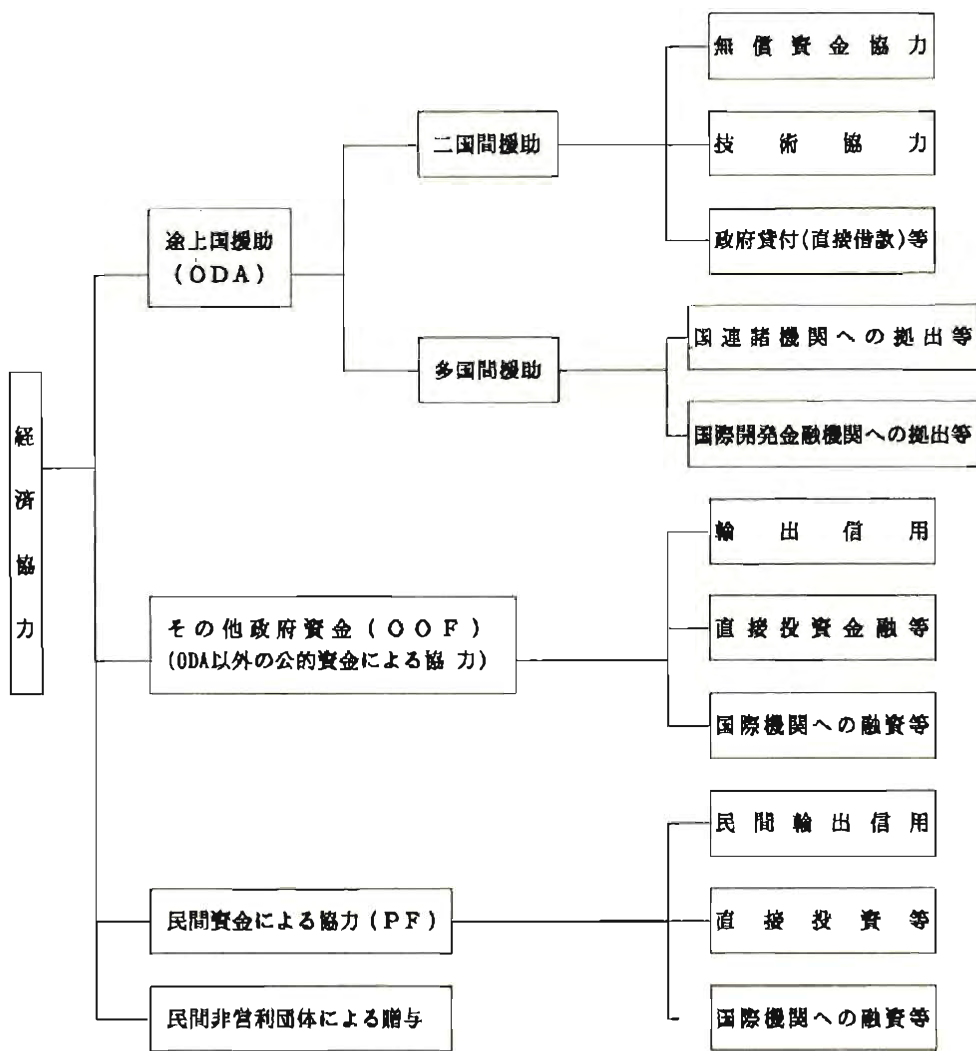 経済協力
途上国援助
(ODA)
二国間援助
無償資金協力
技術協力
政府貸付(直接借款)等
多国間援助
国連諸機関への拠出等
国際開発金融機関への拠出等
その他政府資金(OOF)
(ODA以外の公的資金による協力)
輸出信用
直接投資金融等
国際機関への融資等
民間資金による協力(PF)
民間輸出信用
直接投資等
国際機関への融資等
民間非営利団体による贈与